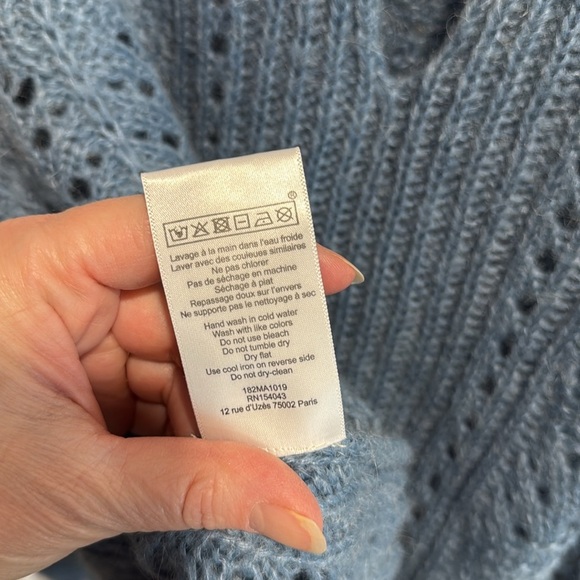 ®
Lavage à la main dans l'eau froide
Laver avec des couleues similaires
Ne pas chlorer
Pas de séchage en machine
Séchage à plat
Repassage doux sur l'envers
Ne supporte pas le nettoyage à sec
Hand wash in cold water
Wash with like colors
Do not use bleach
Do not tumble dry
Dry flat
Use cool iron on reverse side
Do not dry-clean
182MA1019
RN154043
12 rue d'Uzès 75002 Paris